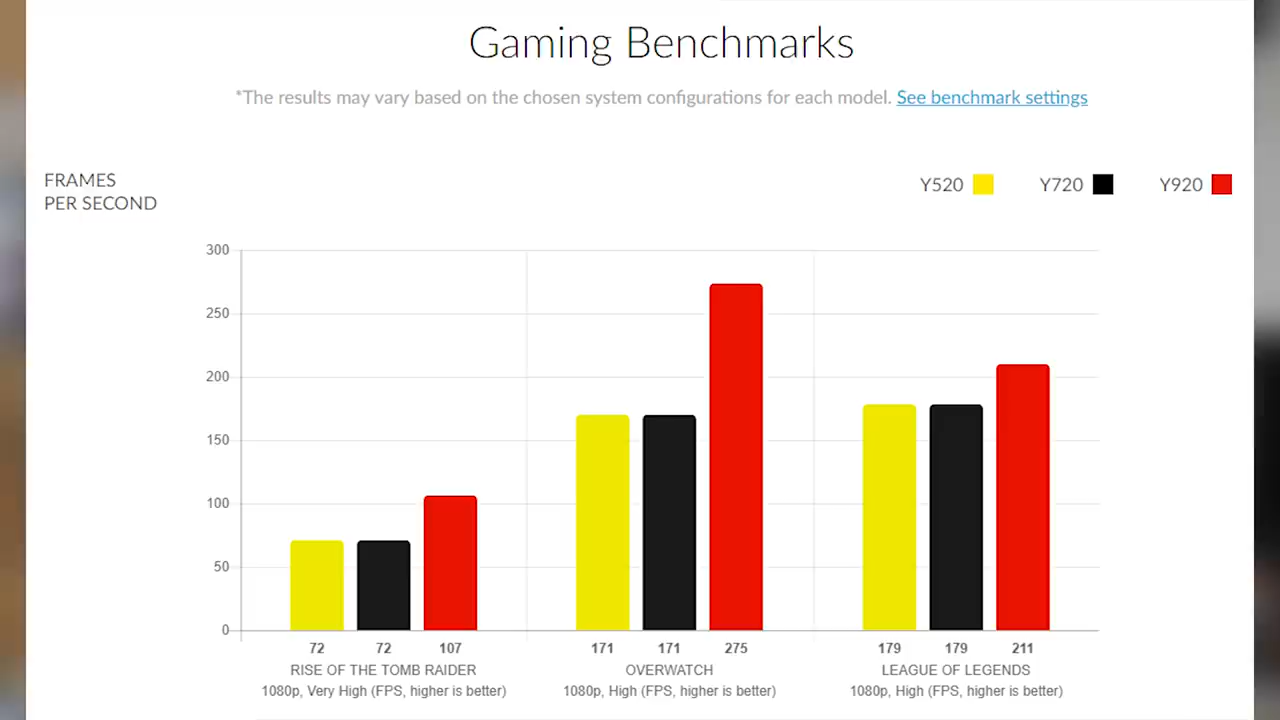 Gaming Benchmarks
*The results may vary based on the chosen system configurations for each model. See benchmark settings
FRAMES
PER SECOND
Y520 Y720 Y920
300
250
200
150
100
50
0
72 72 107 171 171 275 179 179 211
RISE OF THE TOMB RAIDER OVERWATCH LEAGUE OF LEGENDS
1080p, Very High (FPS, higher is better) 1080p, High (FPS, higher is better) 1080p, High (FPS, higher is better)